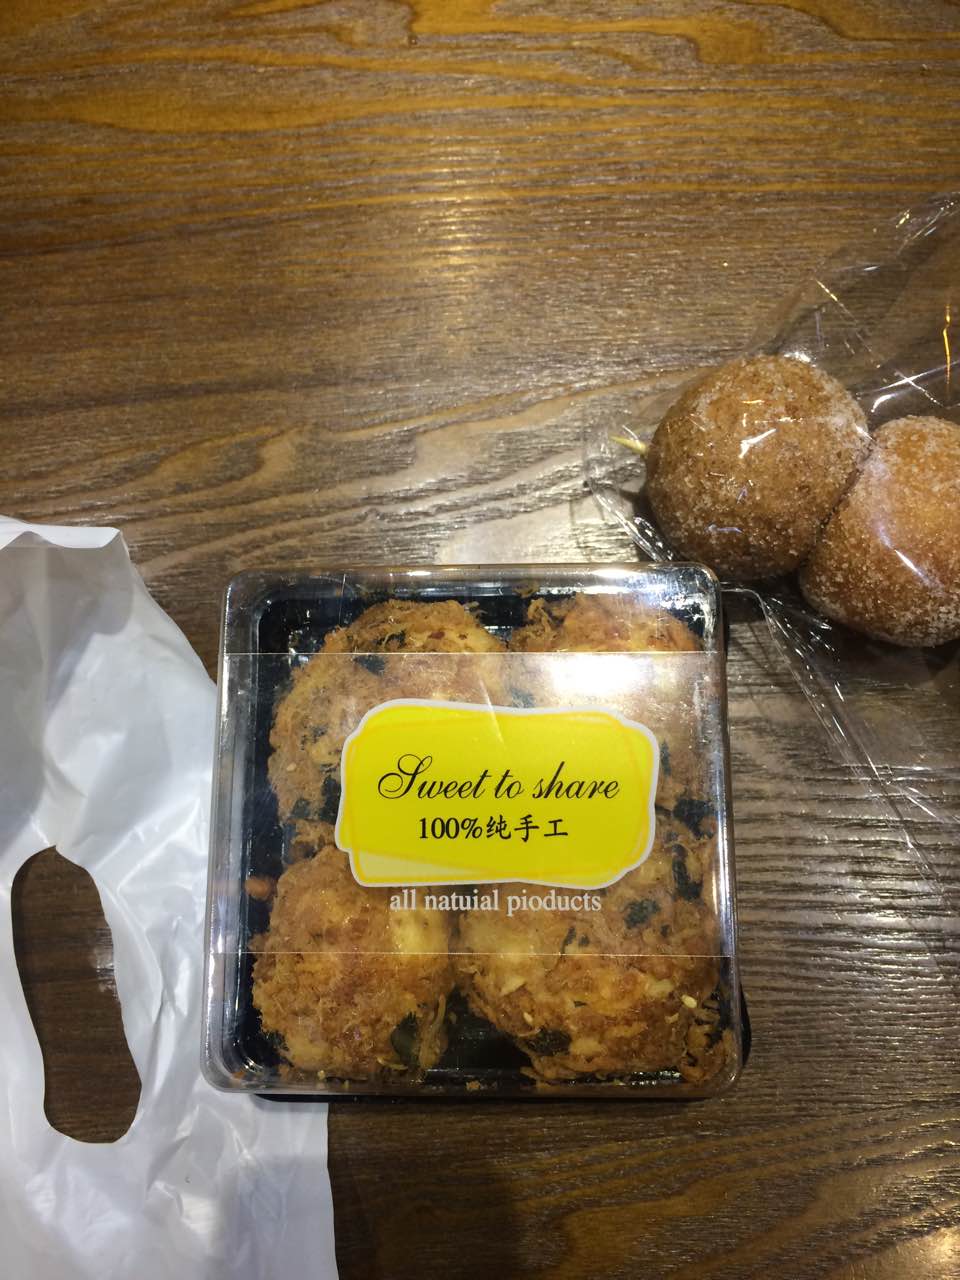 Sweet to share
100%纯手工
all natuial pioducts